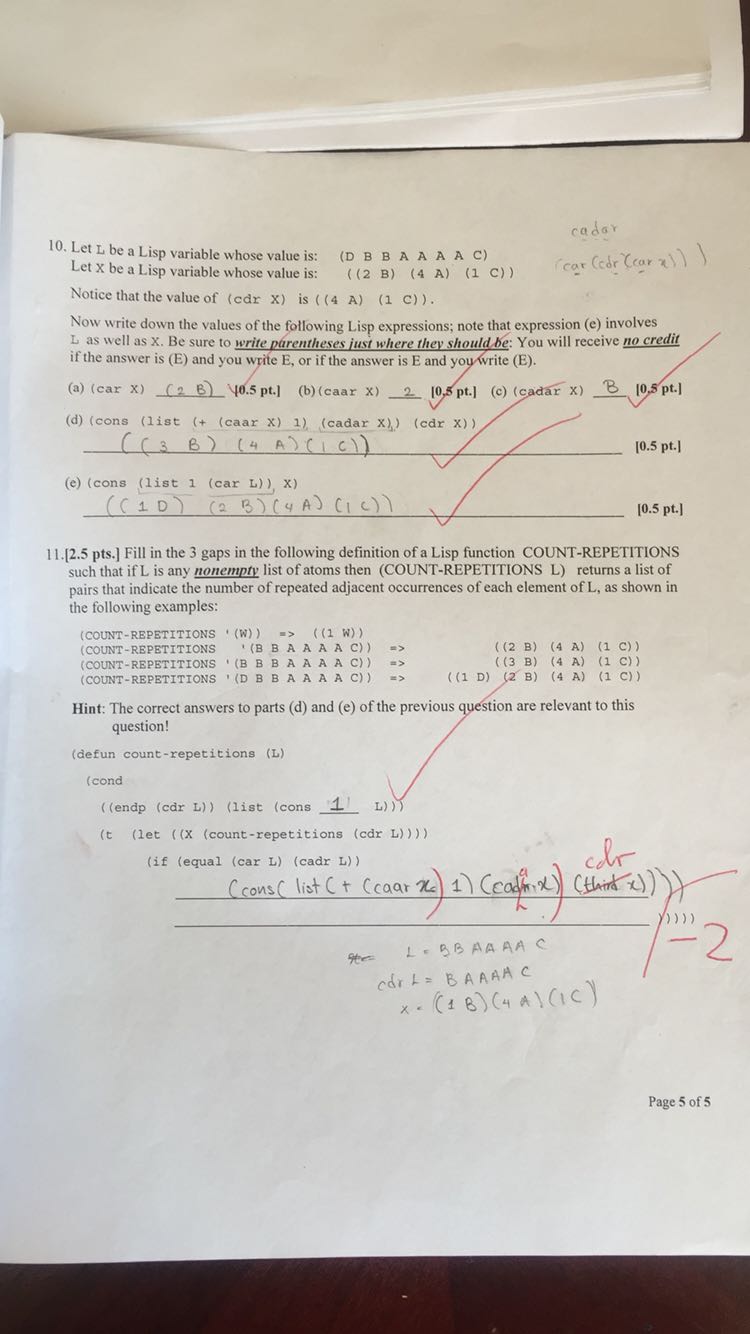 cadar
(car (cdr (car x)))
10. Let L be a Lisp variable whose value is: (D B B A A A A C)
Let X be a Lisp variable whose value is: ((2 B) (4 A) (1 C))
Notice that the value of (cdr X) is ((4 A) (1 C)).
Now write down the values of the following Lisp expressions; note that expression (e) involves
L as well as X. Be sure to write parentheses just where they should be: You will receive no credit
if the answer is (E) and you write E, or if the answer is E and you write (E).
(a) (car X) (2 B) [0.5 pt.] (b) (caar X) 2 [0.5 pt.] (c) (cadar X) B [0.5 pt.]
(d) (cons (list (+ (caar X) 1) (cadar X)) (cdr X))
((3 B) (4 A) (1 C)) [0.5 pt.]
(e) (cons (list 1 (car L)) X)
((1 D) (2 B) (4 A) (1 C)) [0.5 pt.]
11.[2.5 pts.] Fill in the 3 gaps in the following definition of a Lisp function COUNT-REPETITIONS
such that if L is any nonempty list of atoms then (COUNT-REPETITIONS L) returns a list of
pairs that indicate the number of repeated adjacent occurrences of each element of L, as shown in
the following examples:
(COUNT-REPETITIONS '(W)) => ((1 W))
(COUNT-REPETITIONS '(B B A A A A C)) => ((2 B) (4 A) (1 C))
(COUNT-REPETITIONS '(B B B A A A A C)) => ((3 B) (4 A) (1 C))
(COUNT-REPETITIONS '(D B B A A A A C)) => ((1 D) (2 B) (4 A) (1 C))
Hint: The correct answers to parts (d) and (e) of the previous question are relevant to this
question!
(defun count-repetitions (L)
(cond
((endp (cdr L)) (list (cons 1 L)))
(t (let ((X (count-repetitions (cdr L))))
(if (equal (car L) (cadr L))
cdr
(cons (list (+ (caar x) 1) (x) (third x))))
)))))
-2
L = B B A A A A C
cdr L = B A A A A C
x = (1 B) (4 A) (1 C)
Page 5 of 5